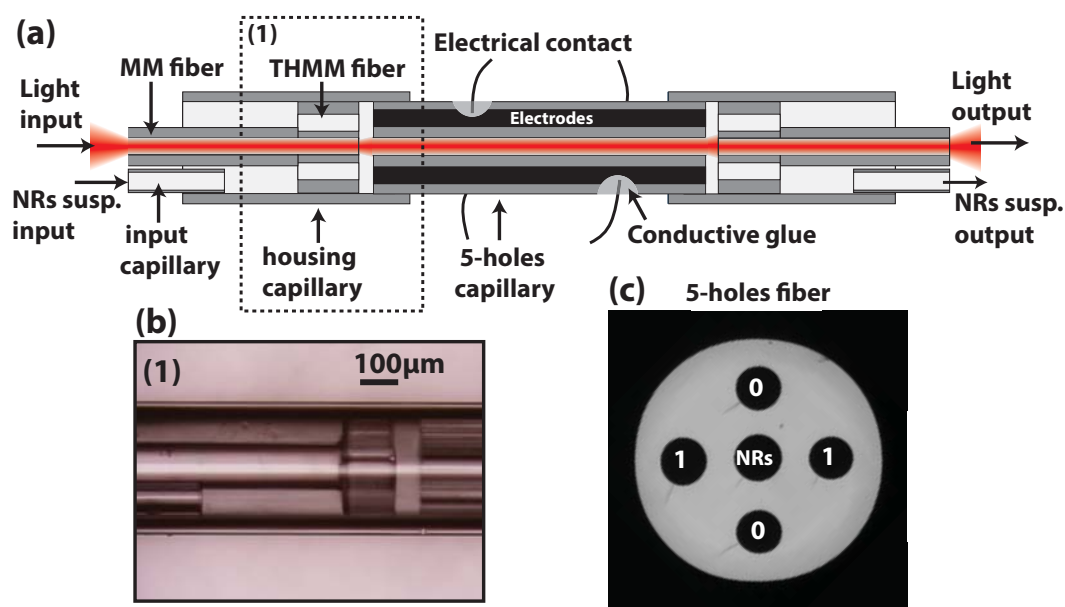 (a)
(1)
Electrical contact
MM fiber
THMM fiber
Light
input
Light
output
Electrodes
NRs susp.
input
input
capillary
housing
capillary
5-holes
capillary
Conductive glue
NRs susp.
output
(b)
(1)
100μm
(c)
5-holes fiber
0
1
NRs
1
0